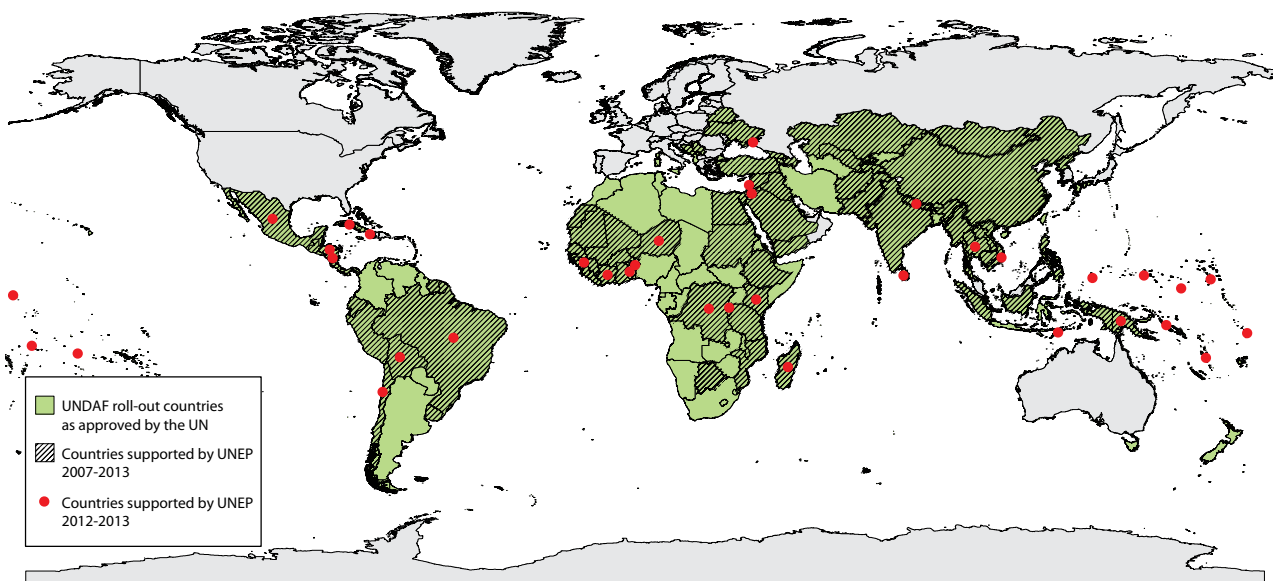 UNDAF roll-out countries
as approved by the UN
Countries supported by UNEP
2007-2013
Countries supported by UNEP
2012-2013